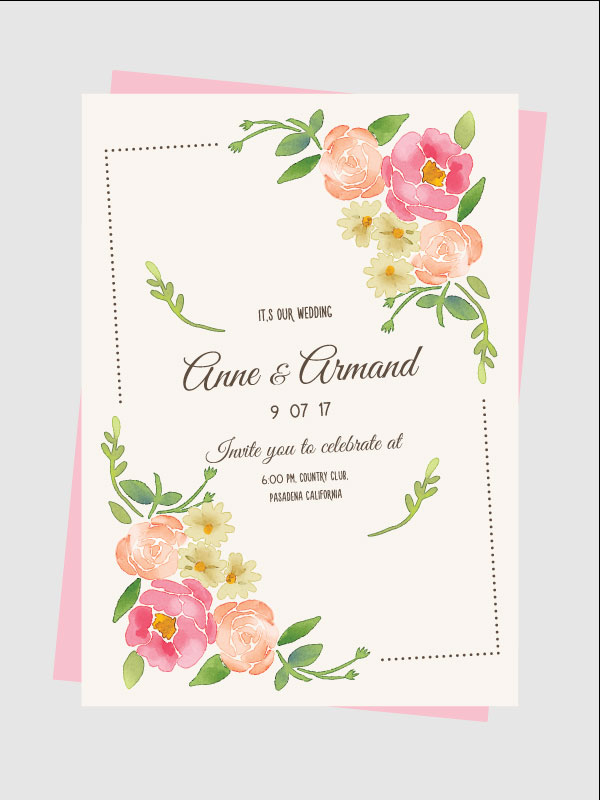 IT,S OUR WEDDING
Anne & Armand
9 07 17
Invite you to celebrate at
6:00 PM. COUNTRY CLUB.
PASADENA CALIFORNIA